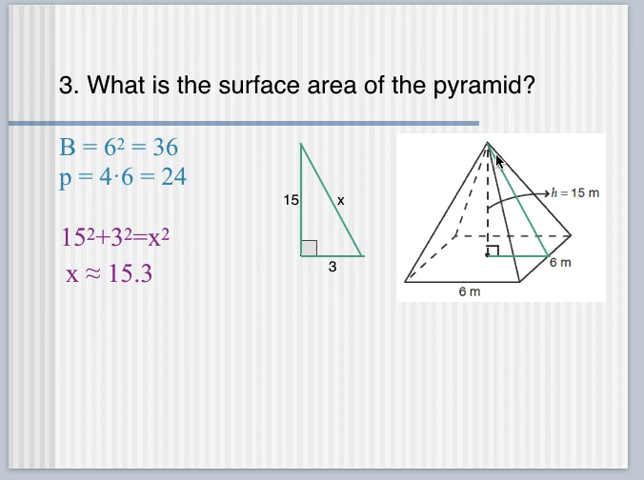 3. What is the surface area of the pyramid?
B = 6² = 36
p = 4·6 = 24
15²+3²=x²
x ≈ 15.3
15
x
3
h = 15 m
6 m
6 m